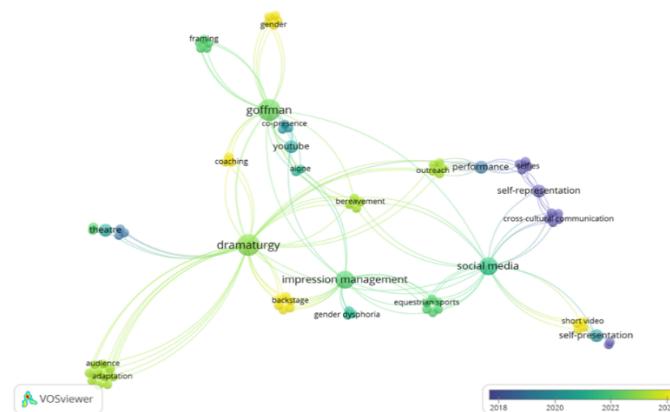 gender
framing
goffman
co-presence
youtube
coaching
alone
outreach
performance
selfies
self-representation
bereavement
cross-cultural communication
theatre
dramaturgy
social media
impression management
backstage
equestrian sports
gender dysphoria
short video
self-presentation
audience
adaptation
VOSviewer
2018 2020 2022